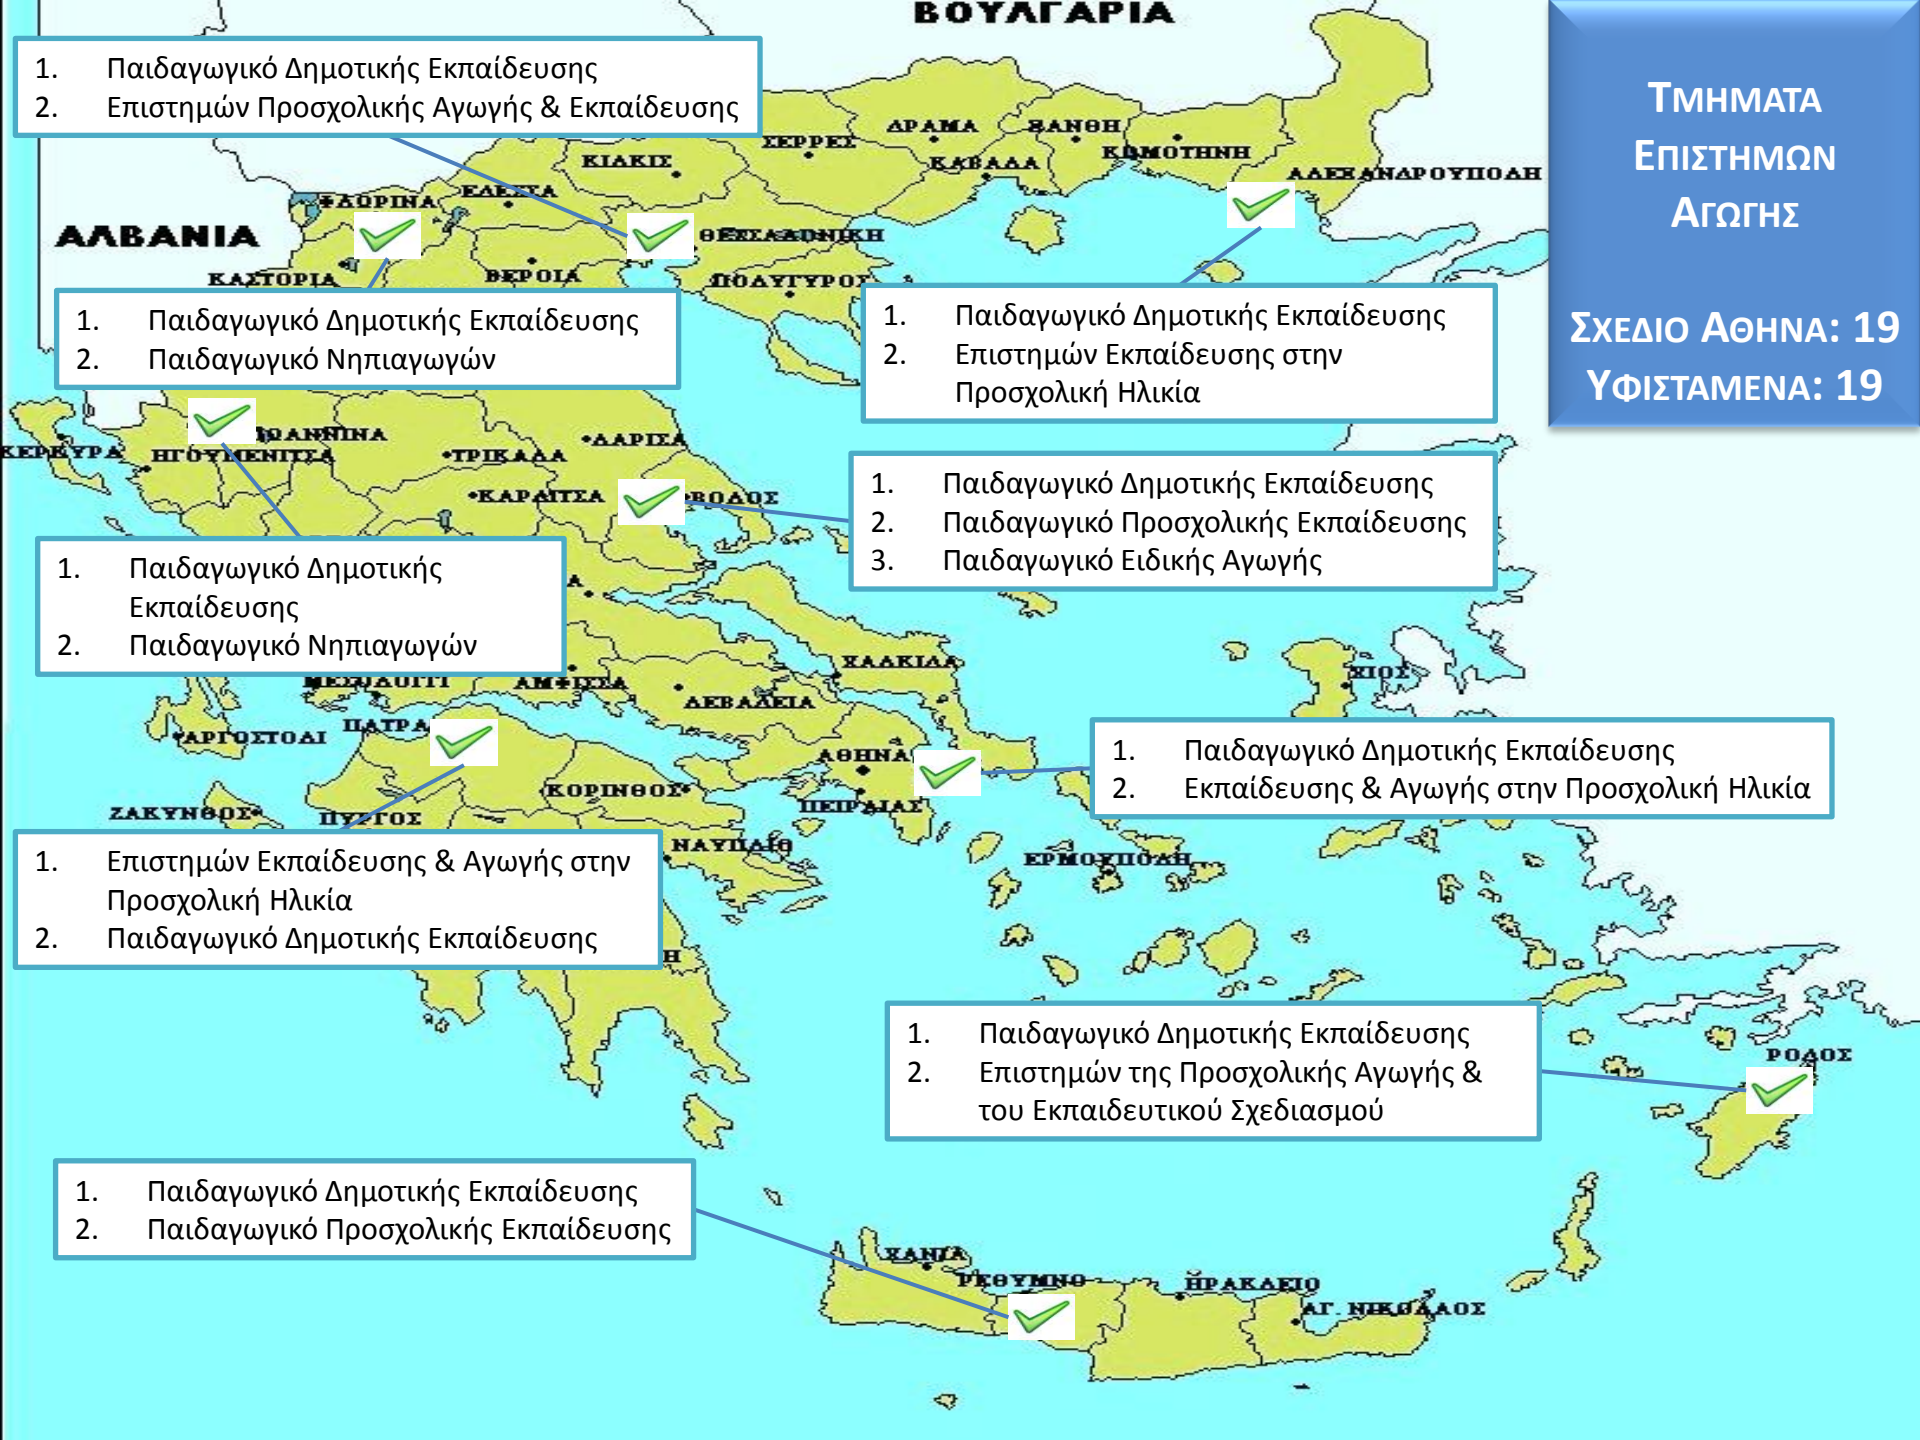 ΒΟΥΛΓΑΡΙΑ
1. Παιδαγωγικό Δημοτικής Εκπαίδευσης
2. Επιστημών Προσχολικής Αγωγής & Εκπαίδευσης
ΤΜΗΜΑΤΑ
ΕΠΙΣΤΗΜΩΝ
ΑΓΩΓΗΣ
ΣΧΕΔΙΟ ΑΘΗΝΑ: 19
ΥΦΙΣΤΑΜΕΝΑ: 19
ΔΡΑΜΑ
ΞΑΝΘΗ
ΣΕΡΡΕΣ
ΚΙΛΚΙΣ
ΚΑΒΑΛΑ
ΚΟΜΟΤΗΝΗ
ΑΛΕΞΑΝΔΡΟΥΠΟΛΗ
ΕΔΕΣΣΑ
ΦΛΩΡΙΝΑ
ΑΛΒΑΝΙΑ
ΘΕΣΣΑΛΟΝΙΚΗ
ΚΑΣΤΟΡΙΑ
ΒΕΡΟΙΑ
ΠΟΛΥΓΥΡΟΣ
1. Παιδαγωγικό Δημοτικής Εκπαίδευσης
2. Παιδαγωγικό Νηπιαγωγών
1. Παιδαγωγικό Δημοτικής Εκπαίδευσης
2. Επιστημών Εκπαίδευσης στην
Προσχολική Ηλικία
ΚΕΡΚΥΡΑ
ΗΓΟΥΜΕΝΙΤΣΑ
ΙΩΑΝΝΙΝΑ
ΤΡΙΚΑΛΑ
ΛΑΡΙΣΑ
ΚΑΡΔΙΤΣΑ
ΒΟΛΟΣ
1. Παιδαγωγικό Δημοτικής Εκπαίδευσης
2. Παιδαγωγικό Προσχολικής Εκπαίδευσης
3. Παιδαγωγικό Ειδικής Αγωγής
1. Παιδαγωγικό Δημοτικής
Εκπαίδευσης
2. Παιδαγωγικό Νηπιαγωγών
Α
ΧΑΛΚΙΔΑ
ΧΙΟΣ
ΜΕΣΟΛΟΓΓΙ
ΑΜΦΙΣΣΑ
ΛΕΒΑΔΕΙΑ
ΑΡΓΟΣΤΟΛΙ
ΠΑΤΡΑ
ΑΘΗΝΑ
1. Παιδαγωγικό Δημοτικής Εκπαίδευσης
2. Εκπαίδευσης & Αγωγής στην Προσχολική Ηλικία
ΖΑΚΥΝΘΟΣ
ΠΥΡΓΟΣ
ΚΟΡΙΝΘΟΣ
ΠΕΙΡΑΙΑΣ
ΝΑΥΠΛΙΟ
ΕΡΜΟΥΠΟΛΗ
1. Επιστημών Εκπαίδευσης & Αγωγής στην
Προσχολική Ηλικία
2. Παιδαγωγικό Δημοτικής Εκπαίδευσης
Η
1. Παιδαγωγικό Δημοτικής Εκπαίδευσης
2. Επιστημών της Προσχολικής Αγωγής &
του Εκπαιδευτικού Σχεδιασμού
ΡΟΔΟΣ
1. Παιδαγωγικό Δημοτικής Εκπαίδευσης
2. Παιδαγωγικό Προσχολικής Εκπαίδευσης
ΧΑΝΙΑ
ΡΕΘΥΜΝΟ
ΗΡΑΚΛΕΙΟ
ΑΓ. ΝΙΚΟΛΑΟΣ